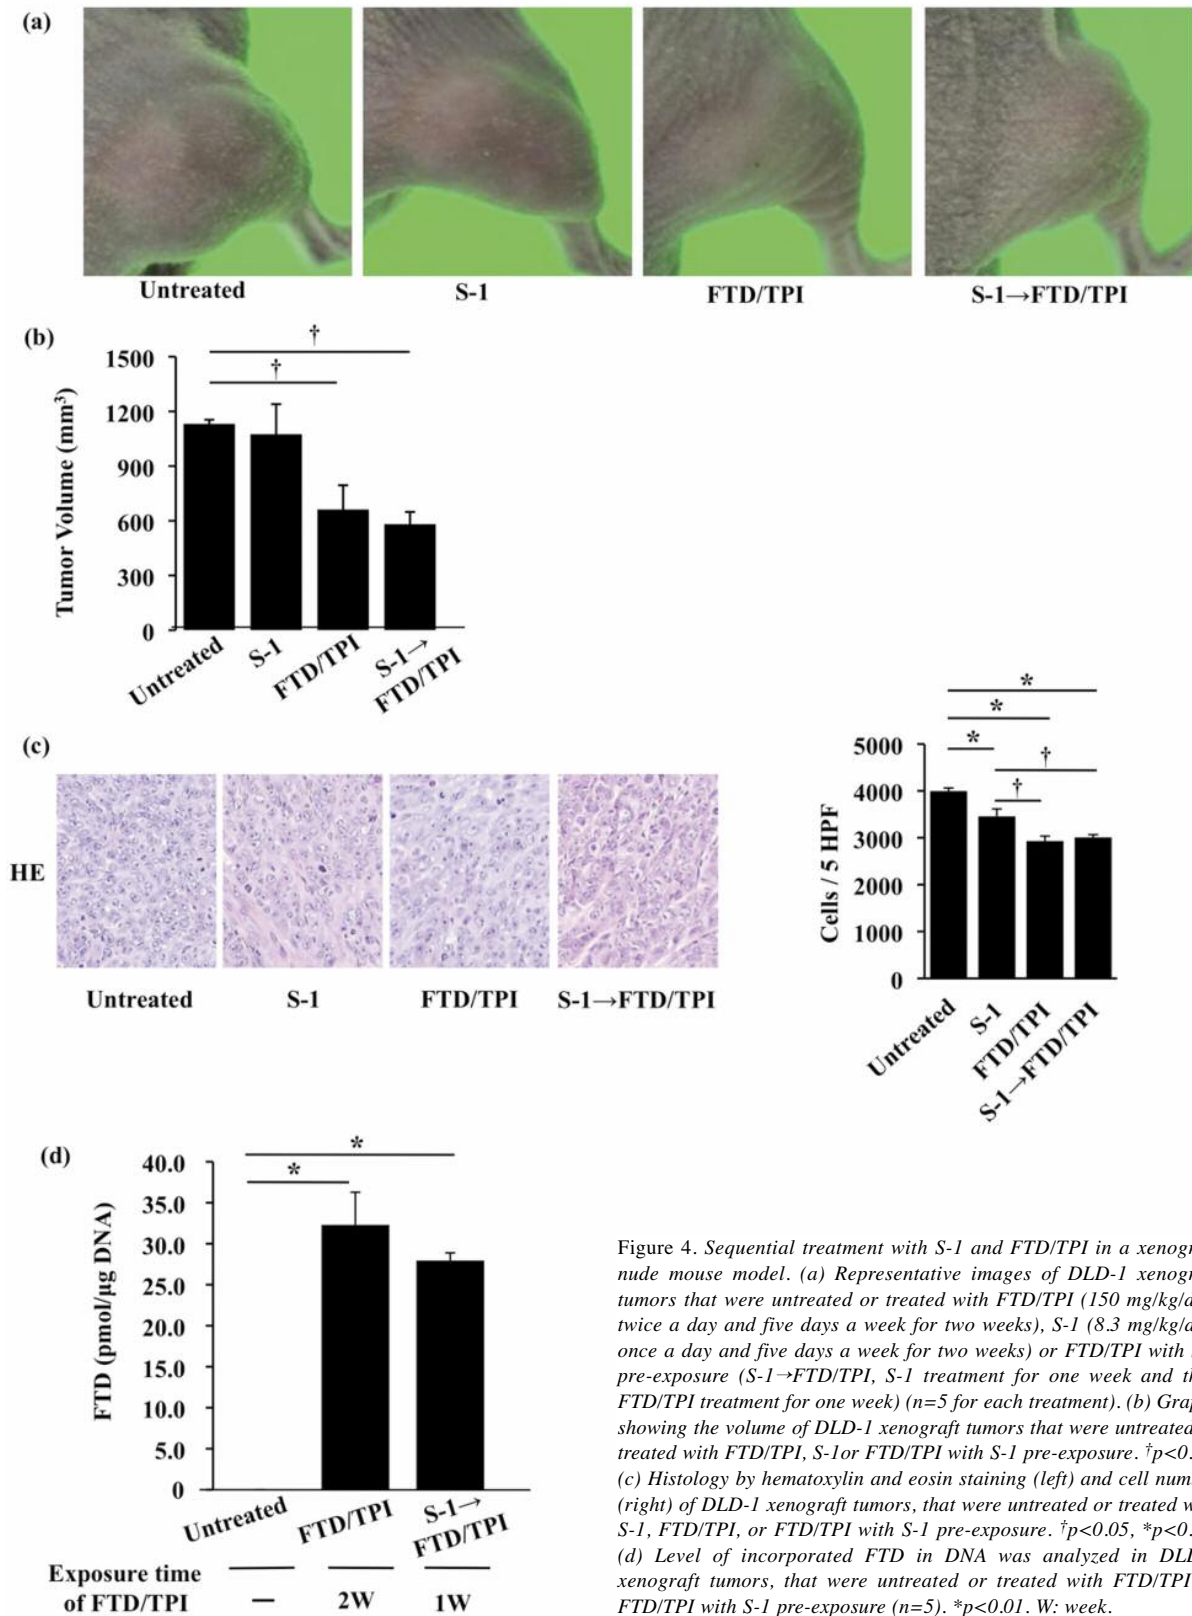 (a)
Untreated
S-1
FTD/TPI
S-1→FTD/TPI
(b)
Tumor Volume (mm³)
1500
1200
900
600
300
0
†
†
Untreated
S-1
FTD/TPI
S-1→
FTD/TPI
(c)
HE
Untreated
S-1
FTD/TPI
S-1→FTD/TPI
Cells / 5 HPF
5000
4000
3000
2000
1000
0
*
*
*
†
†
Untreated
S-1
FTD/TPI
S-1→FTD/TPI
(d)
FTD (pmol/µg DNA)
40.0
35.0
30.0
25.0
20.0
15.0
10.0
5.0
0
*
*
Untreated
FTD/TPI
S-1→
FTD/TPI
Exposure time
of FTD/TPI
—
2W
1W
Figure 4. Sequential treatment with S-1 and FTD/TPI in a
nude mouse model. (a) Representative images of DLD-1
tumors that were untreated or treated with FTD/TPI (150
twice a day and five days a week for two weeks), S-1 (8.3
once a day and five days a week for two weeks) or FTD/TPI with
pre-exposure (S-1→FTD/TPI, S-1 treatment for one week and
FTD/TPI treatment for one week) (n=5 for each treatment). (b)
showing the volume of DLD-1 xenograft tumors that were untreated
treated with FTD/TPI, S-1or FTD/TPI with S-1 pre-exposure.
(c) Histology by hematoxylin and eosin staining (left) and cell
(right) of DLD-1 xenograft tumors, that were untreated or treated
S-1, FTD/TPI, or FTD/TPI with S-1 pre-exposure. †p<0.05,
(d) Level of incorporated FTD in DNA was analyzed in
xenograft tumors, that were untreated or treated with FTD/TPI
FTD/TPI with S-1 pre-exposure (n=5). *p<0.01. W: week.